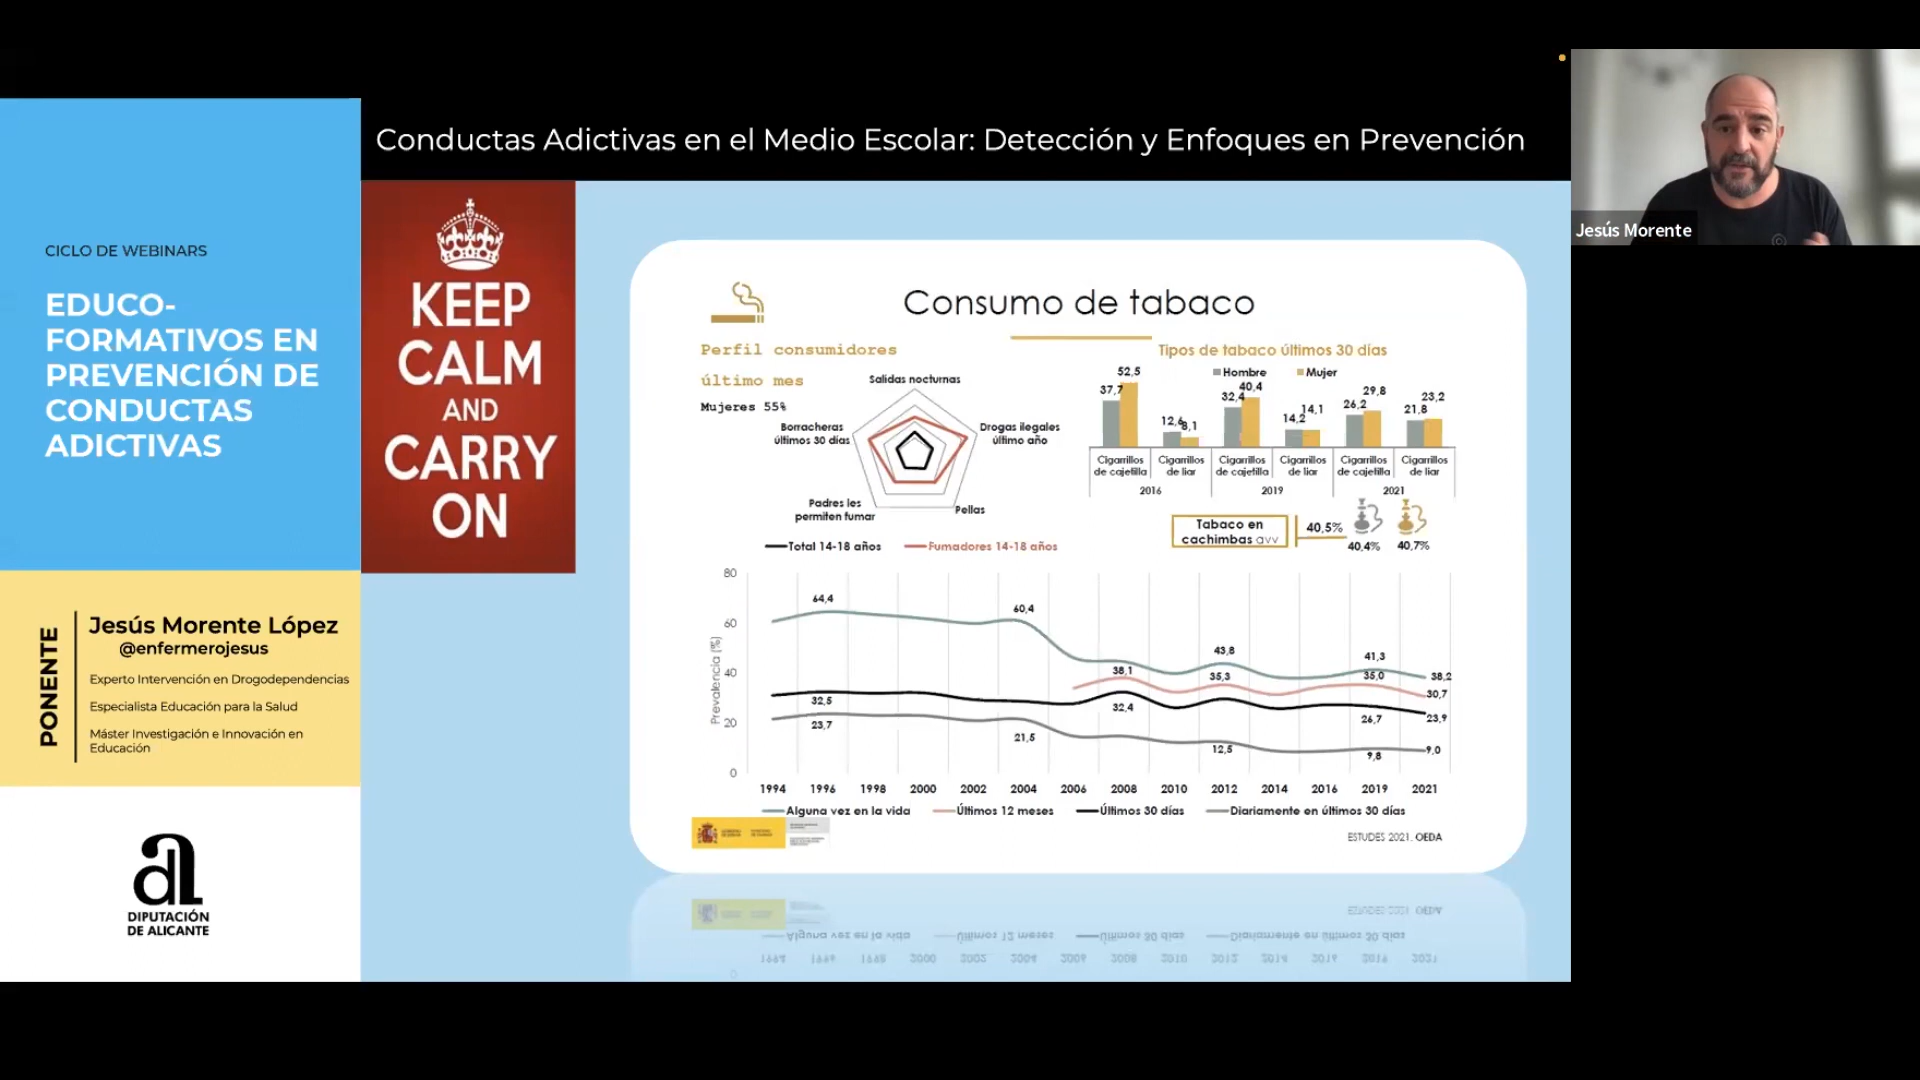 Conductas Adictivas en el Medio Escolar: Detección y Enfoques en Prevención
Jesús Morente
CICLO DE WEBINARS
EDUCO-
FORMATIVOS EN
PREVENCIÓN DE
CONDUCTAS
ADICTIVAS
KEEP
CALM
AND
CARRY
ON
PONENTE
Jesús Morente López
@enfermerojesus
Experto Intervención en Drogodependencias
Especialista Educación para la Salud
Máster Investigación e Innovación en
Educación
DIPUTACIÓN
DE ALICANTE
Consumo de tabaco
Perfil consumidores
último mes
Mujeres 55%
Salidas nocturnas
Borracheras
últimos 30 días
Drogas ilegales
último año
Padres les
permiten fumar
Pellas
Total 14-18 años
Fumadores 14-18 años
Tipos de tabaco últimos 30 días
Hombre Mujer
37,7 52,5 12,6 8,1 32,4 40,4 14,2 14,1 26,2 29,8 21,8 23,2
Cigarrillos de cajetilla
Cigarrillos de liar
Cigarrillos de cajetilla
Cigarrillos de liar
Cigarrillos de cajetilla
Cigarrillos de liar
2016 2019 2021
Tabaco en
cachimbas avv
40,5%
40,4% 40,7%
Prevalencia (%)
80
60
40
20
0
64,4 60,4 43,8 41,3 38,2
38,1 35,3 35,0 30,7
32,5 32,4 26,7 23,9
23,7 21,5 12,5 9,8 9,0
1994 1996 1998 2000 2002 2004 2006 2008 2010 2012 2014 2016 2019 2021
Alguna vez en la vida Últimos 12 meses Últimos 30 días Diariamente en últimos 30 días
ESTUDES 2021. OEDA